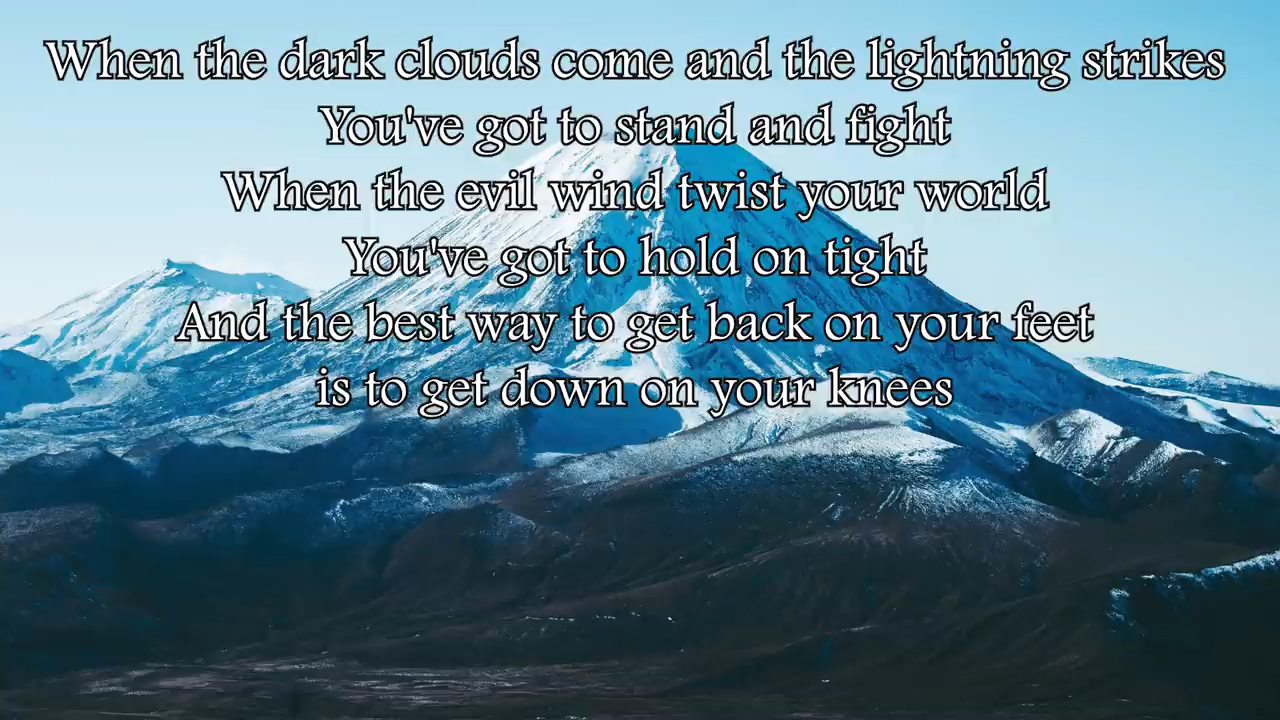 When the dark clouds come and the lightning strikes
You've got to stand and fight
When the evil wind twist your world
You've got to hold on tight
And the best way to get back on your feet
is to get down on your knees